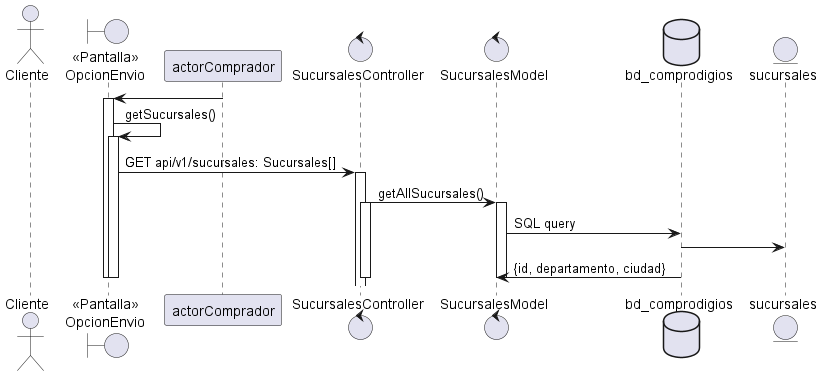 Cliente
«Pantalla»
OpcionEnvio
actorComprador
SucursalesController
SucursalesModel
bd_comprodigios
sucursales
getSucursales()
GET api/v1/sucursales: Sucursales[]
getAllSucursales()
SQL query
{id, departamento, ciudad}
Cliente
«Pantalla»
OpcionEnvio
actorComprador
SucursalesController
SucursalesModel
bd_comprodigios
sucursales